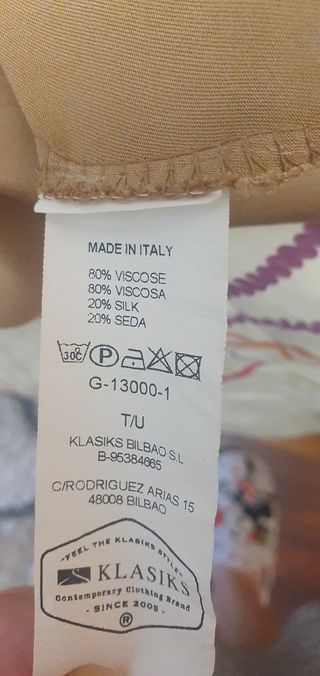 MADE IN ITALY
80% VISCOSE
80% VISCOSA
20% SILK
20% SEDA
30C P
G-13000-1
T/U
KLASIKS BILBAO S.L
B-95384665
C/RODRIGUEZ ARIAS 15
48008 BILBAO
-FEEL THE KLASIKS STYLE-
KLASIKS
Contemporary Clothing Brand
- SINCE 2005 -
®